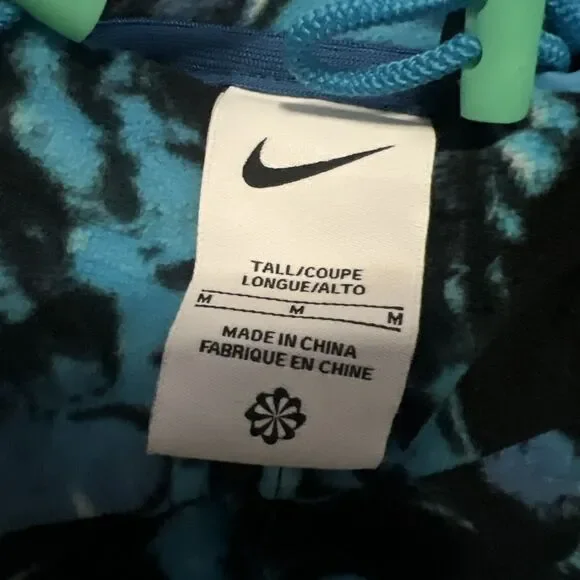 TALL/COUPE
LONGUE/ALTO
M M M
MADE IN CHINA
FABRIQUE EN CHINE